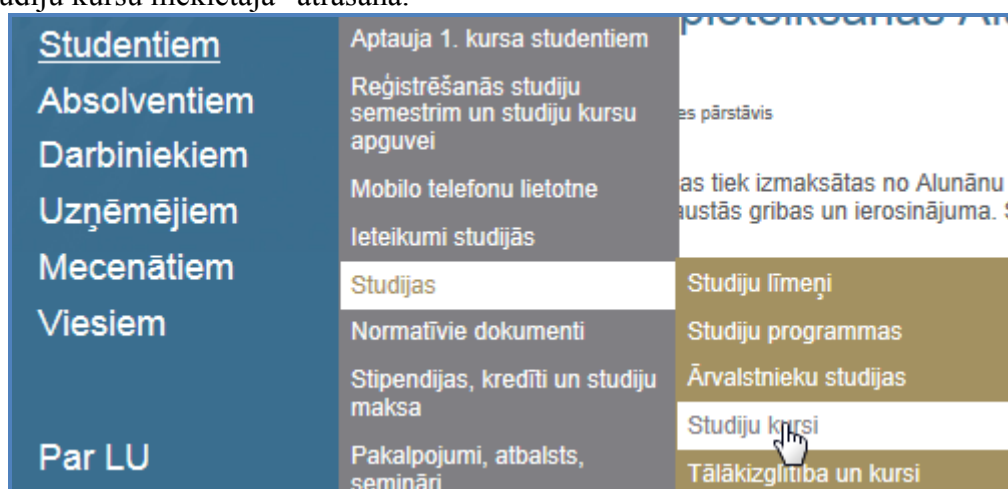 Studentiem
Absolventiem
Darbiniekiem
Uzņēmējiem
Mecenātiem
Viesiem
Par LU
Aptauja 1. kursa studentiem
Reģistrēšanās studiju
semestrim un studiju kursu
apguvei
Mobilo telefonu lietotne
Ieteikumi studijās
Studijas
Normatīvie dokumenti
Stipendijas, kredīti un studiju
maksa
Pakalpojumi, atbalsts,
semināri
es pārstāvis
as tiek izmaksātas no Alunānu
austās gribas un ierosinājuma.
Studiju līmeņi
Studiju programmas
Ārvalstnieku studijas
Studiju kursi
Tālākizglītība un kursi